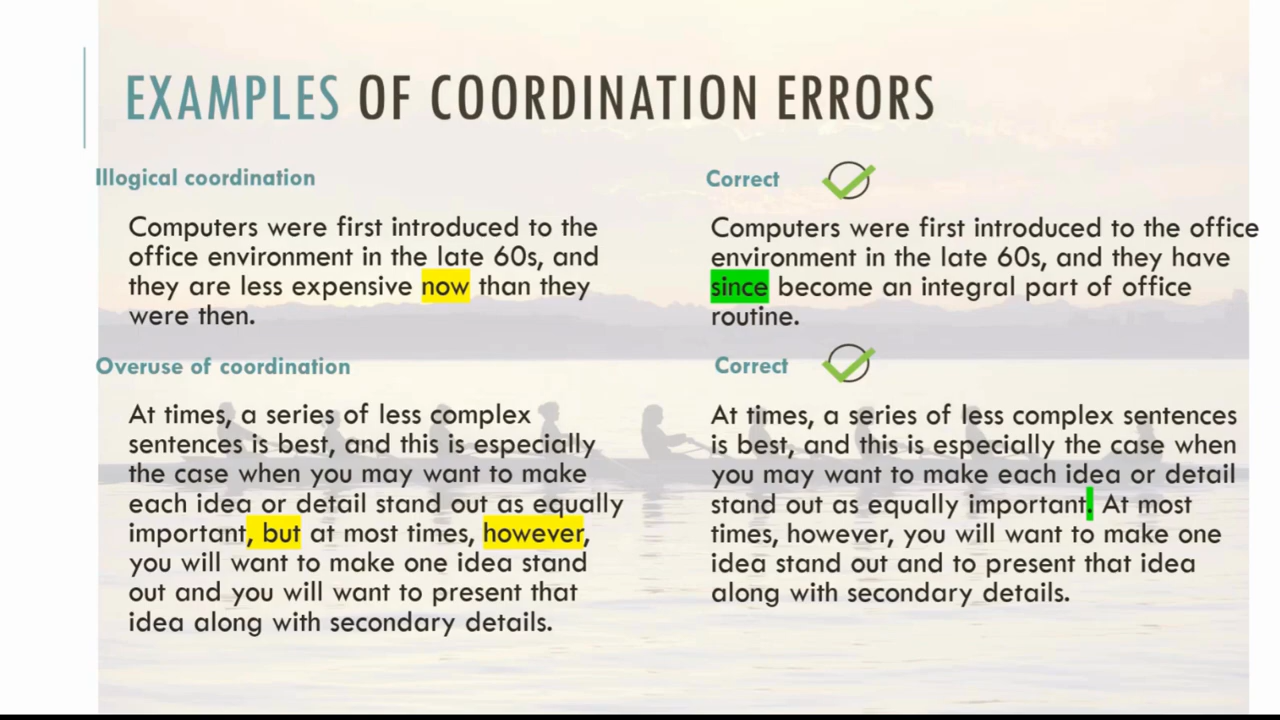 EXAMPLES OF COORDINATION ERRORS
Illogical coordination
Computers were first introduced to the
office environment in the late 60s, and
they are less expensive now than they
were then.
Correct
Computers were first introduced to the office
environment in the late 60s, and they have
since become an integral part of office
routine.
Overuse of coordination
At times, a series of less complex
sentences is best, and this is especially
the case when you may want to make
each idea or detail stand out as equally
important, but at most times, however,
you will want to make one idea stand
out and you will want to present that
idea along with secondary details.
Correct
At times, a series of less complex sentences
is best, and this is especially the case when
you may want to make each idea or detail
stand out as equally important. At most
times, however, you will want to make one
idea stand out and to present that idea
along with secondary details.